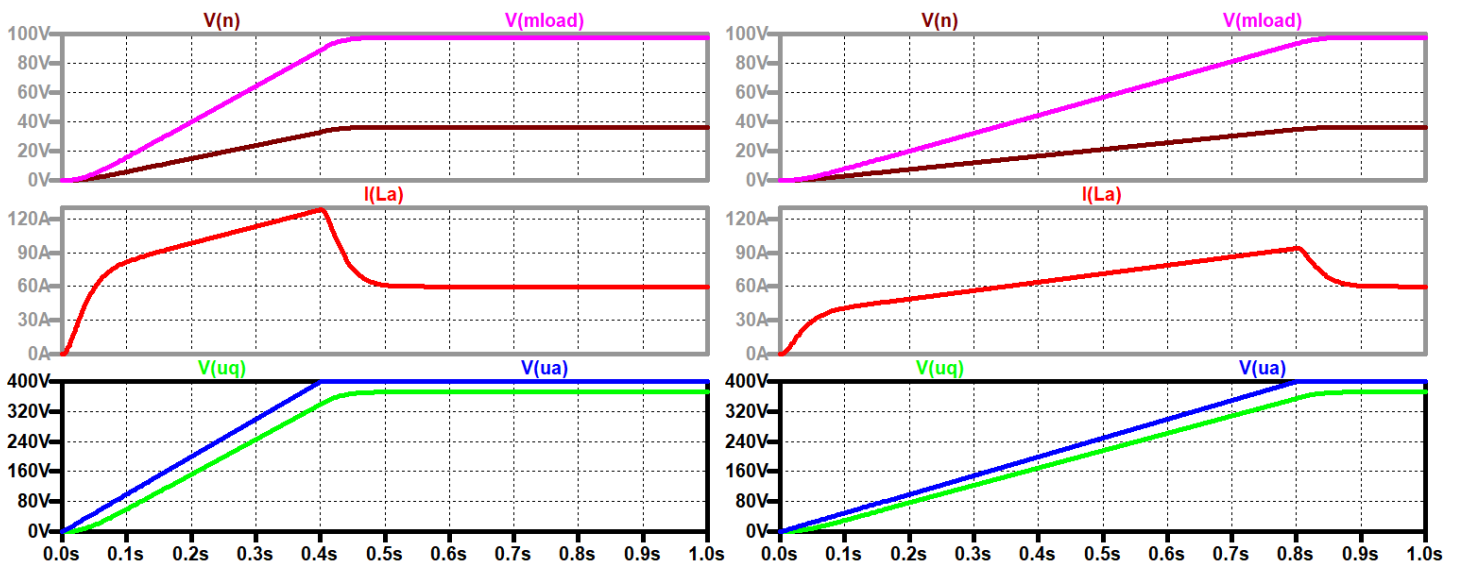 V(n) V(mload) V(n) V(mload)
100V 100V
80V 80V
60V 60V
40V 40V
20V 20V
0V 0V
I(La) I(La)
120A 120A
90A 90A
60A 60A
30A 30A
0A 0A
V(uq) V(ua) V(uq) V(ua)
400V 400V
320V 320V
240V 240V
160V 160V
80V 80V
0V 0V
0.0s 0.1s 0.2s 0.3s 0.4s 0.5s 0.6s 0.7s 0.8s 0.9s 1.0s 0.0s 0.1s 0.2s 0.3s 0.4s 0.5s 0.6s 0.7s 0.8s 0.9s 1.0s